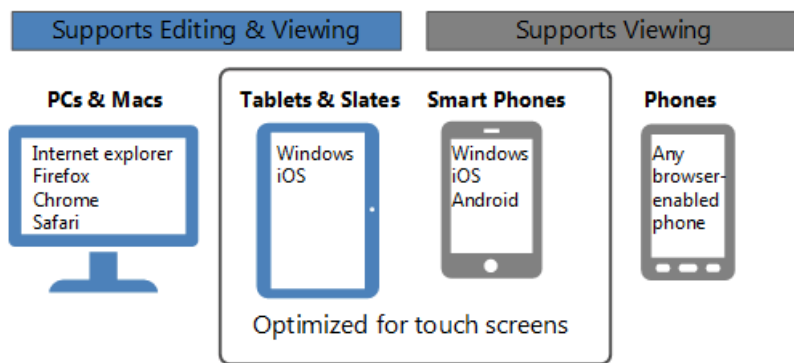 Supports Editing & Viewing
Supports Viewing
PCs & Macs
Tablets & Slates
Smart Phones
Phones
Internet explorer
Firefox
Chrome
Safari
Windows
iOS
Windows
iOS
Android
Any
browser-
enabled
phone
Optimized for touch screens